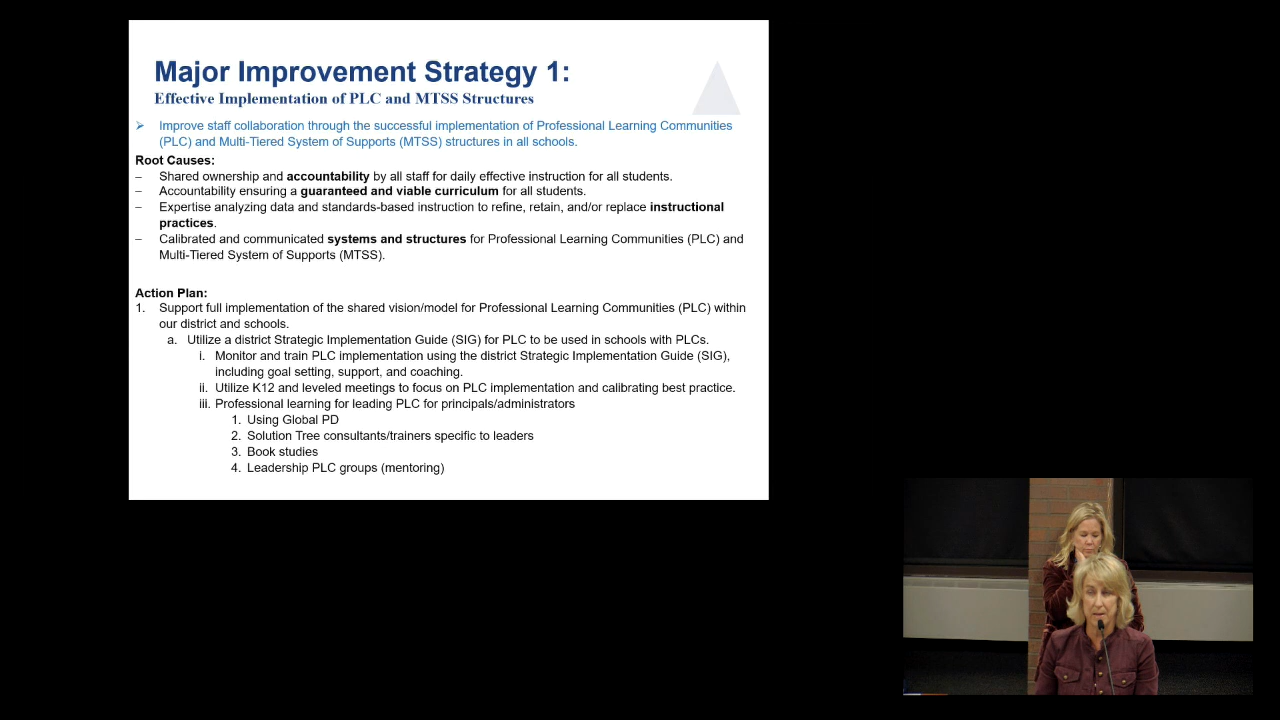 Major Improvement Strategy 1:
Effective Implementation of PLC and MTSS Structures
➢ Improve staff collaboration through the successful implementation of Professional Learning Communities
(PLC) and Multi-Tiered System of Supports (MTSS) structures in all schools.
Root Causes:
– Shared ownership and accountability by all staff for daily effective instruction for all students.
– Accountability ensuring a guaranteed and viable curriculum for all students.
– Expertise analyzing data and standards-based instruction to refine, retain, and/or replace instructional
practices.
– Calibrated and communicated systems and structures for Professional Learning Communities (PLC) and
Multi-Tiered System of Supports (MTSS).
Action Plan:
1. Support full implementation of the shared vision/model for Professional Learning Communities (PLC) within
our district and schools.
a. Utilize a district Strategic Implementation Guide (SIG) for PLC to be used in schools with PLCs.
i. Monitor and train PLC implementation using the district Strategic Implementation Guide (SIG),
including goal setting, support, and coaching.
ii. Utilize K12 and leveled meetings to focus on PLC implementation and calibrating best practice.
iii. Professional learning for leading PLC for principals/administrators
1. Using Global PD
2. Solution Tree consultants/trainers specific to leaders
3. Book studies
4. Leadership PLC groups (mentoring)